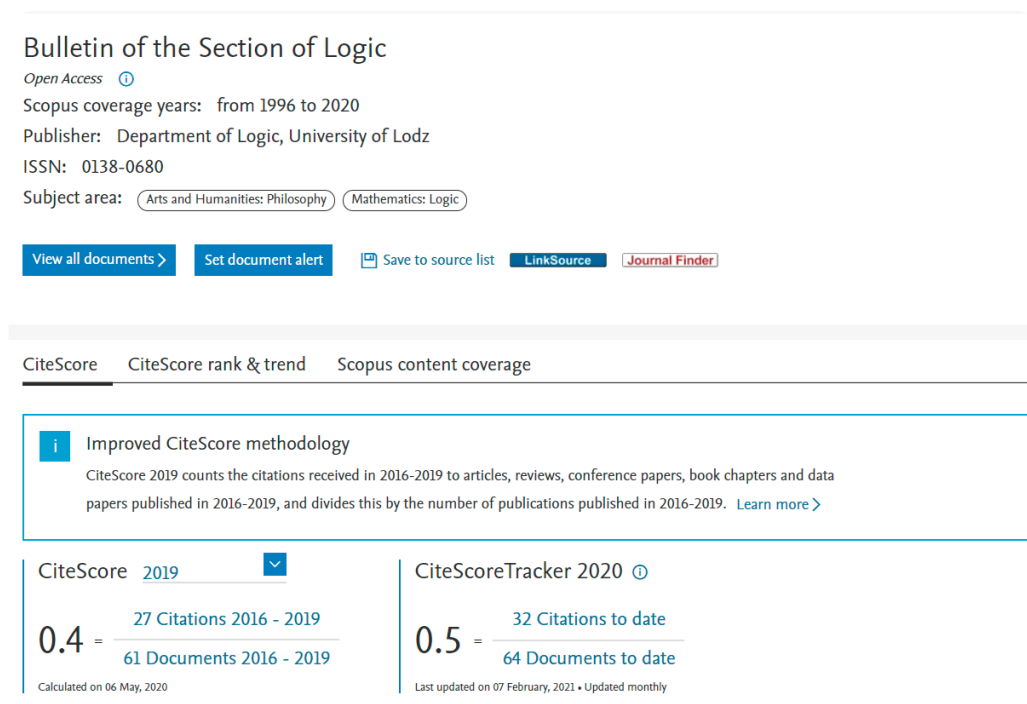 Bulletin of the Section of Logic
Open Access
Scopus coverage years: from 1996 to 2020
Publisher: Department of Logic, University of Lodz
ISSN: 0138-0680
Subject area: Arts and Humanities: Philosophy Mathematics: Logic
View all documents > Set document alert Save to source list LinkSource Journal Finder
CiteScore CiteScore rank & trend Scopus content coverage
i Improved CiteScore methodology
CiteScore 2019 counts the citations received in 2016-2019 to articles, reviews, conference papers, book chapters and data
papers published in 2016-2019, and divides this by the number of publications published in 2016-2019. Learn more >
CiteScore 2019
0.4 =
27 Citations 2016 - 2019
61 Documents 2016 - 2019
Calculated on 06 May, 2020
CiteScoreTracker 2020
0.5 =
32 Citations to date
64 Documents to date
Last updated on 07 February, 2021 • Updated monthly